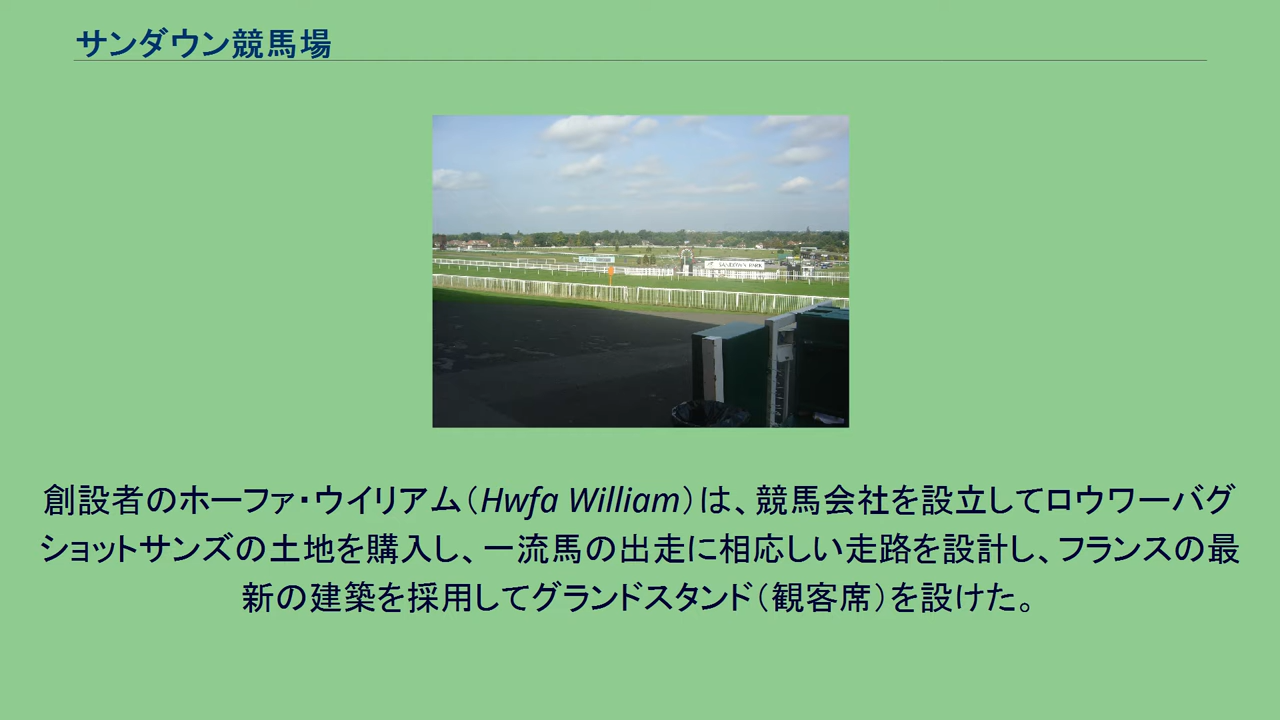 サンダウン競馬場
SANDOWN PARK
創設者のホーファ・ウイリアム（Hwfa William）は、競馬会社を設立してロウワーバグ
ショットサンズの土地を購入し、一流馬の出走に相応しい走路を設計し、フランスの最
新の建築を採用してグランドスタンド（観客席）を設けた。